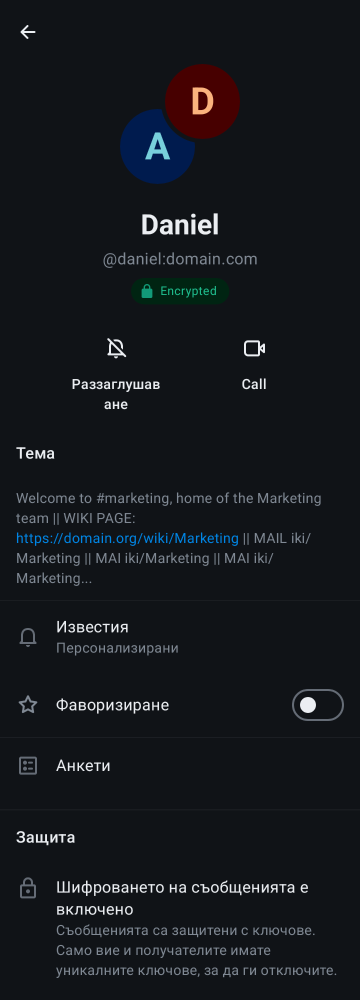 D
A
Daniel
@daniel:domain.com
Encrypted
Раззаглушав
ане
Call
Тема
Welcome to #marketing, home of the Marketing
team || WIKI PAGE:
https://domain.org/wiki/Marketing || MAIL iki/
Marketing || MAI iki/Marketing || MAI iki/
Marketing...
Известия
Персонализирани
Фаворизиране
Анкети
Защита
Шифроването на съобщенията е
включено
Съобщенията са защитени с ключове.
Само вие и получателите имате
уникалните ключове, за да ги отключите.